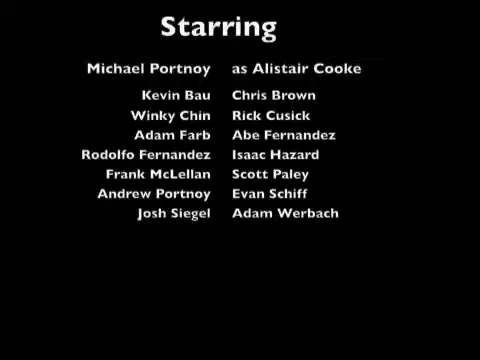 Starring
Michael Portnoy as Alistair Cooke
Kevin Bau Chris Brown
Winky Chin Rick Cusick
Adam Farb Abe Fernandez
Rodolfo Fernandez Isaac Hazard
Frank McLellan Scott Paley
Andrew Portnoy Evan Schiff
Josh Siegel Adam Werbach